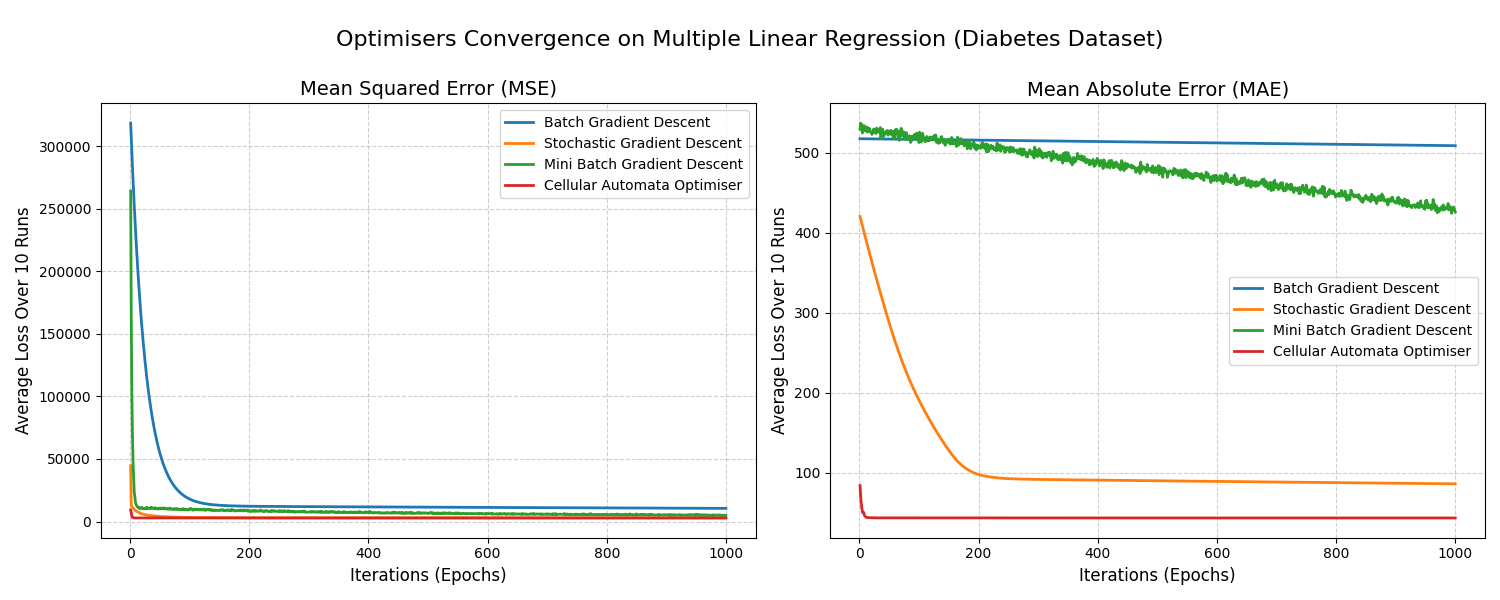 Optimisers Convergence on Multiple Linear Regression (Diabetes Dataset)
Mean Squared Error (MSE)
Average Loss Over 10 Runs
300000
250000
200000
150000
100000
50000
0
Batch Gradient Descent
Stochastic Gradient Descent
Mini Batch Gradient Descent
Cellular Automata Optimiser
0 200 400 600 800 1000
Iterations (Epochs)
Mean Absolute Error (MAE)
Average Loss Over 10 Runs
500
400
300
200
100
Batch Gradient Descent
Stochastic Gradient Descent
Mini Batch Gradient Descent
Cellular Automata Optimiser
0 200 400 600 800 1000
Iterations (Epochs)